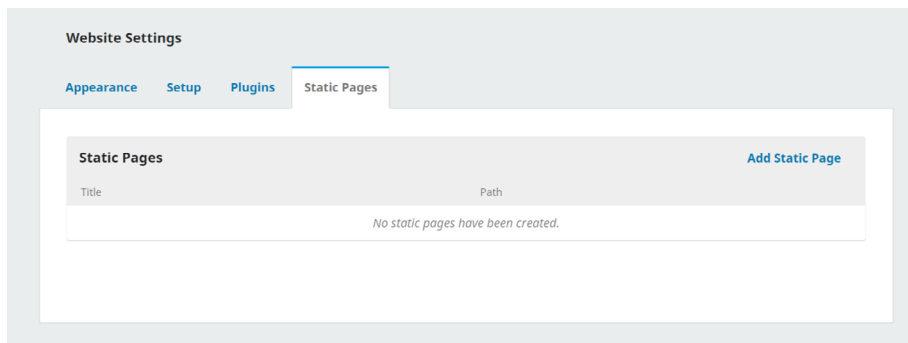 Website Settings
Appearance Setup Plugins Static Pages
Static Pages Add Static Page
Title Path
No static pages have been created.